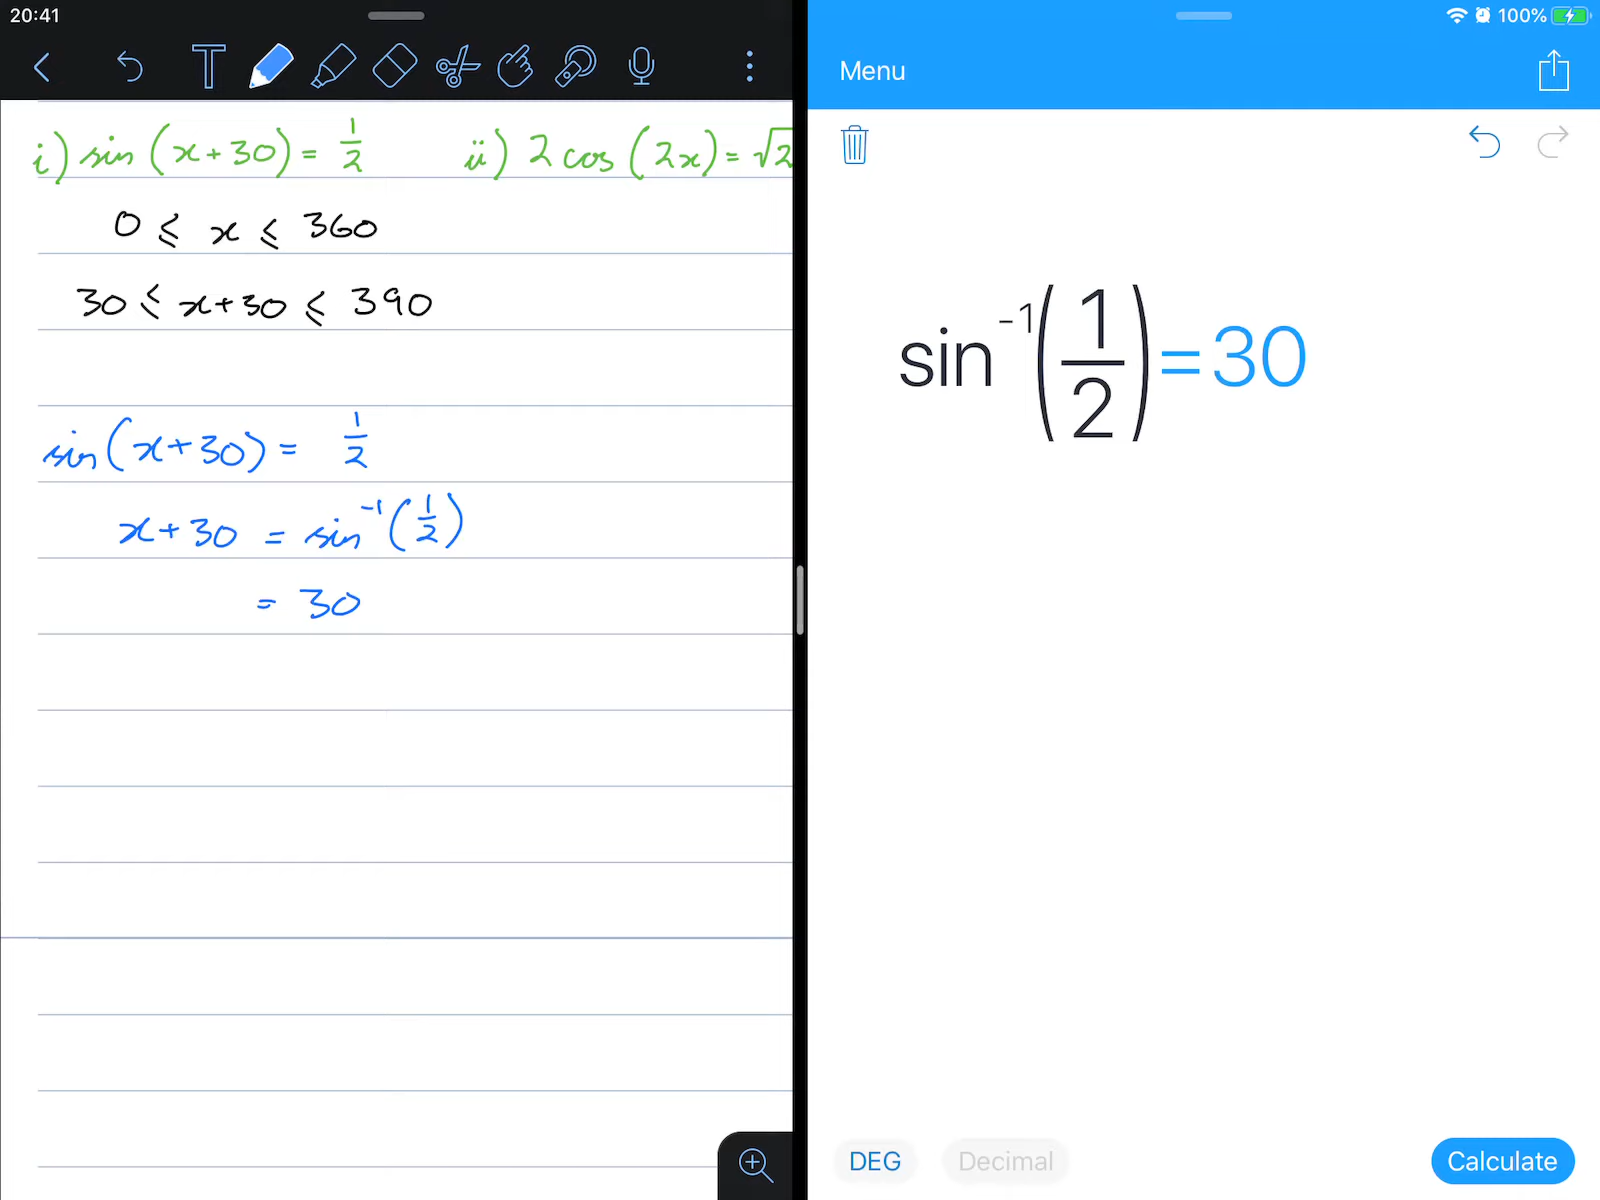 20:41
i) sin (x+30) = 1/2 ii) 2 cos (2x) = √2
0 ⩽ x ⩽ 360
30 ⩽ x+30 ⩽ 390
sin (x+30) = 1/2
x+30 = sin⁻¹ (1/2)
= 30
100%
Menu
sin⁻¹(1/2)=30
DEG Decimal Calculate